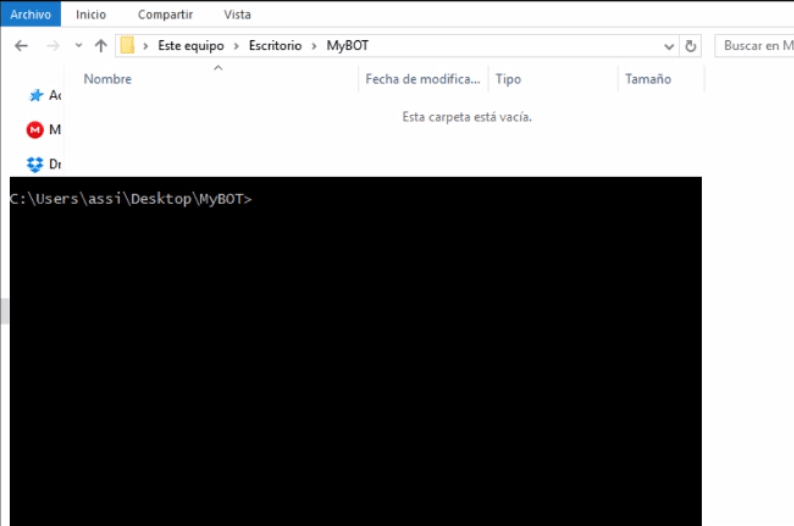 Archivo Inicio Compartir Vista
Este equipo > Escritorio > MyBOT
Buscar en M
Nombre Fecha de modifica... Tipo Tamaño
Esta carpeta está vacía.
Ac
M
Dr
C:\Users\assi\Desktop\MyBOT>